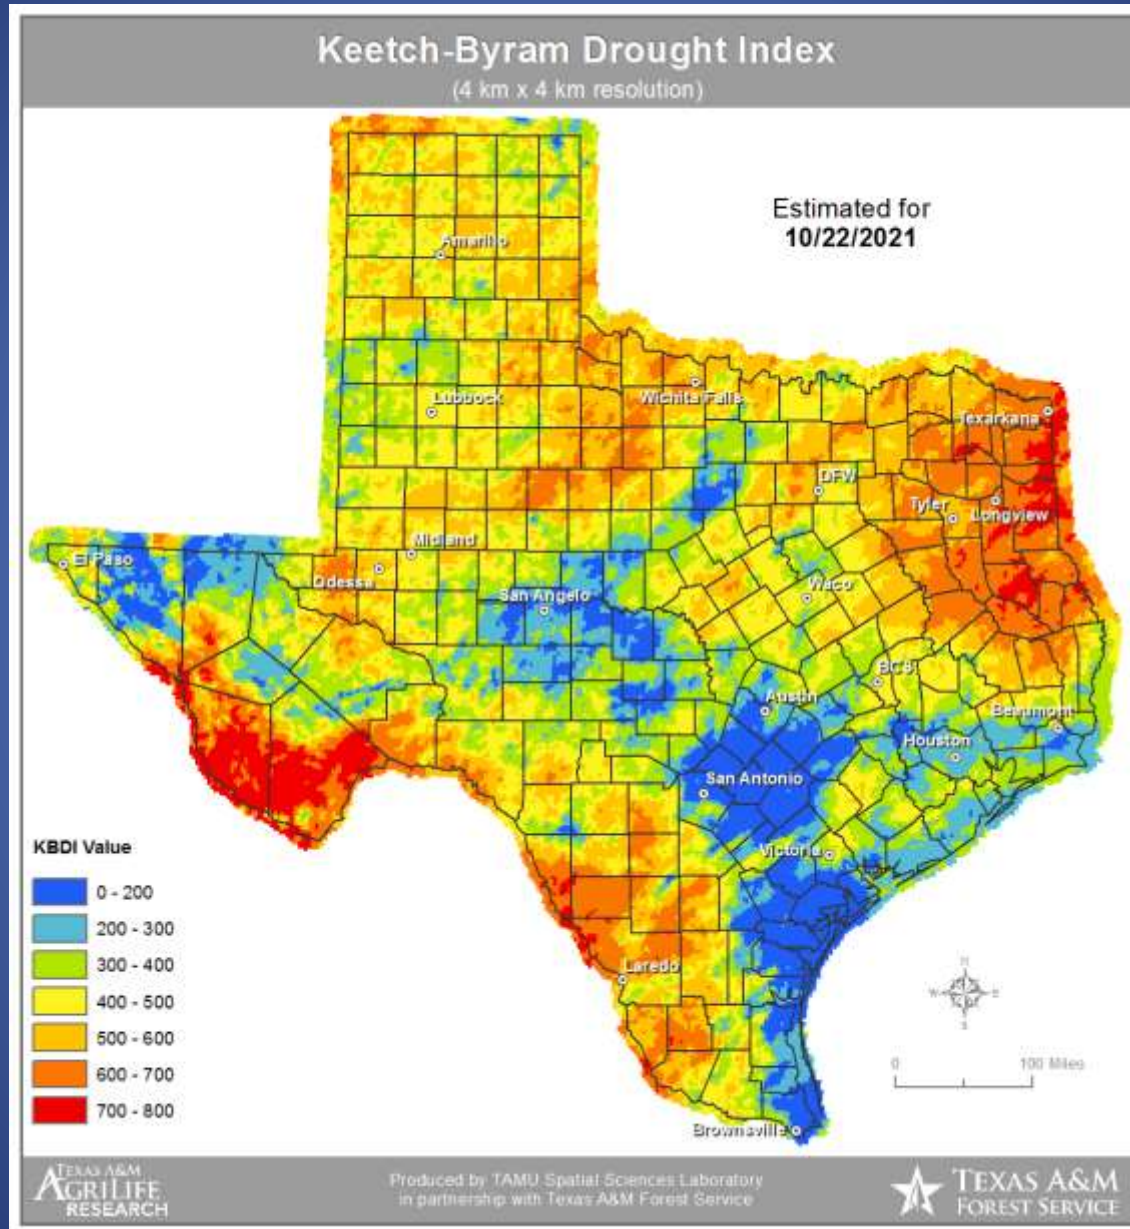 Keetch-Byram Drought Index
(4 km x 4 km resolution)
Estimated for
10/22/2021
Amarillo
Lubbock
Wichita Falls
Texarkana
DFW
Tyler
Longview
Midland
El Paso
Odessa
San Angelo
Waco
BCS
Austin
Beaumont
Houston
San Antonio
Victoria
Laredo
Brownsville
KBDI Value
0 - 200
200 - 300
300 - 400
400 - 500
500 - 600
600 - 700
700 - 800
N
W E
S
0 100 Miles
TEXAS A&M
AGRILIFE
RESEARCH
Produced by TAMU Spatial Sciences Laboratory
in partnership with Texas A&M Forest Service
TEXAS A&M
FOREST SERVICE